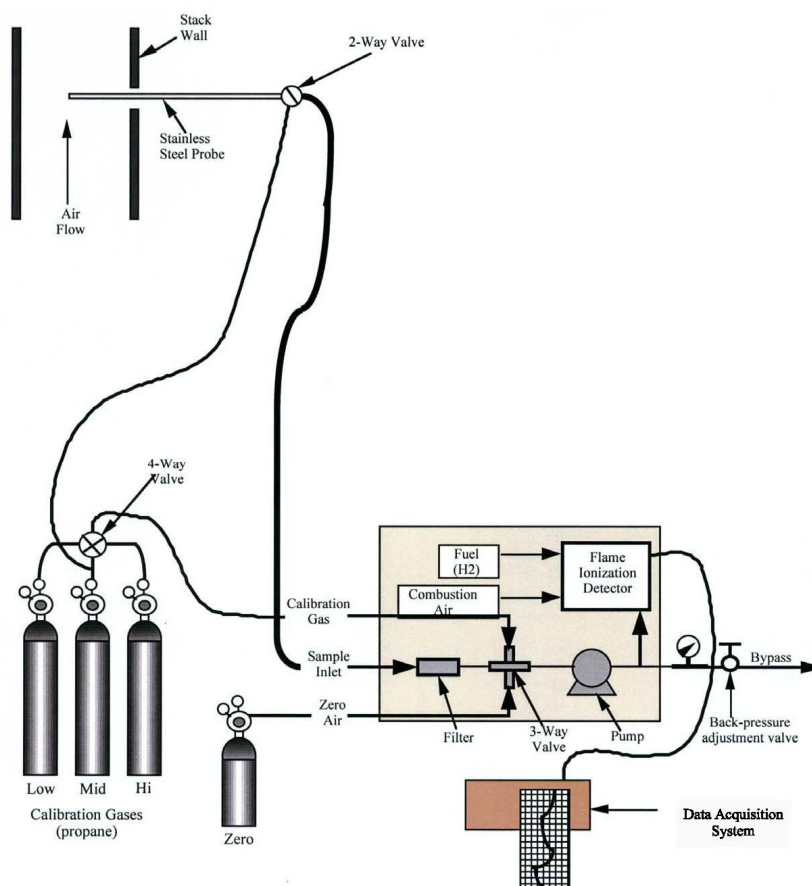 Stack
Wall
2-Way Valve
Stainless
Steel Probe
Air
Flow
4-Way
Valve
Fuel
(H2)
Flame
Ionization
Detector
Combustion
Air
Calibration
Gas
Sample
Inlet
Bypass
Zero
Air
Filter
3-Way
Valve
Pump
Back-pressure
adjustment valve
Low
Mid
Hi
Calibration Gases
(propane)
Zero
Data Acquisition
System